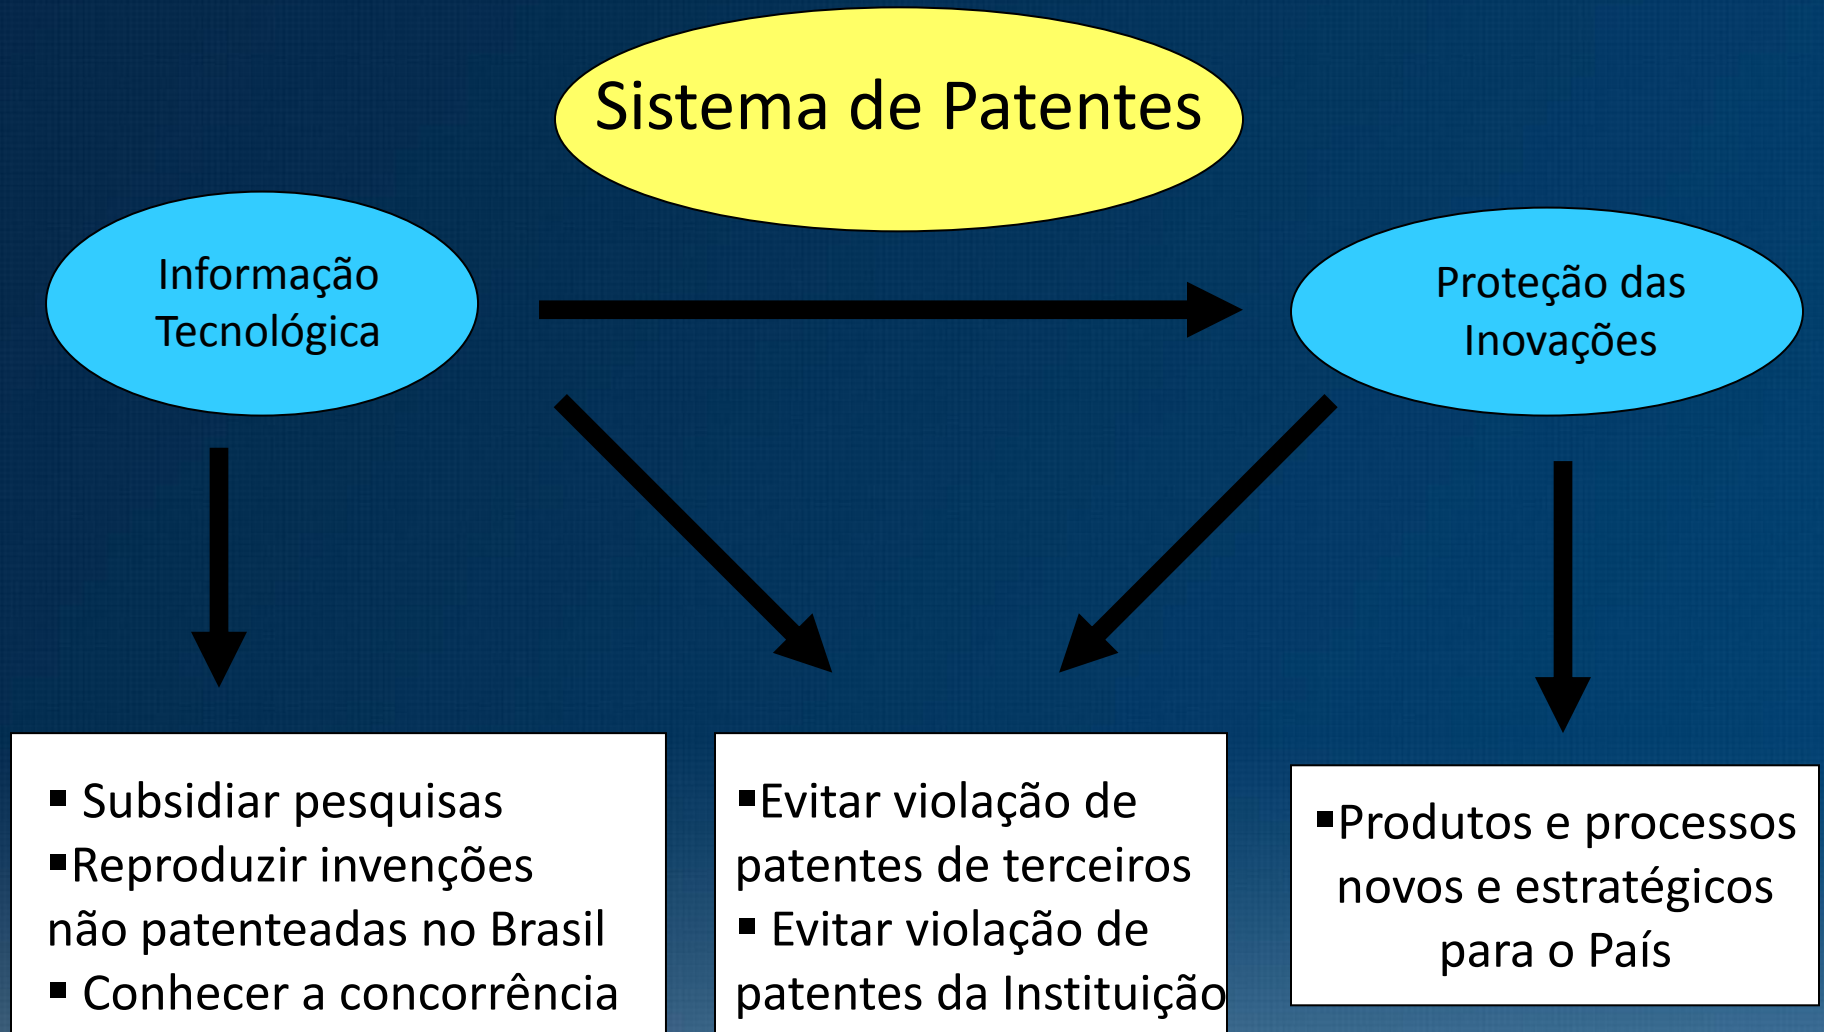 Sistema de Patentes
Informação
Tecnológica
Proteção das
Inovações
▪ Subsidiar pesquisas
▪Reproduzir invenções
não patenteadas no Brasil
▪ Conhecer a concorrência
▪Evitar violação de
patentes de terceiros
▪ Evitar violação de
patentes da Instituição
▪Produtos e processos
novos e estratégicos
para o País